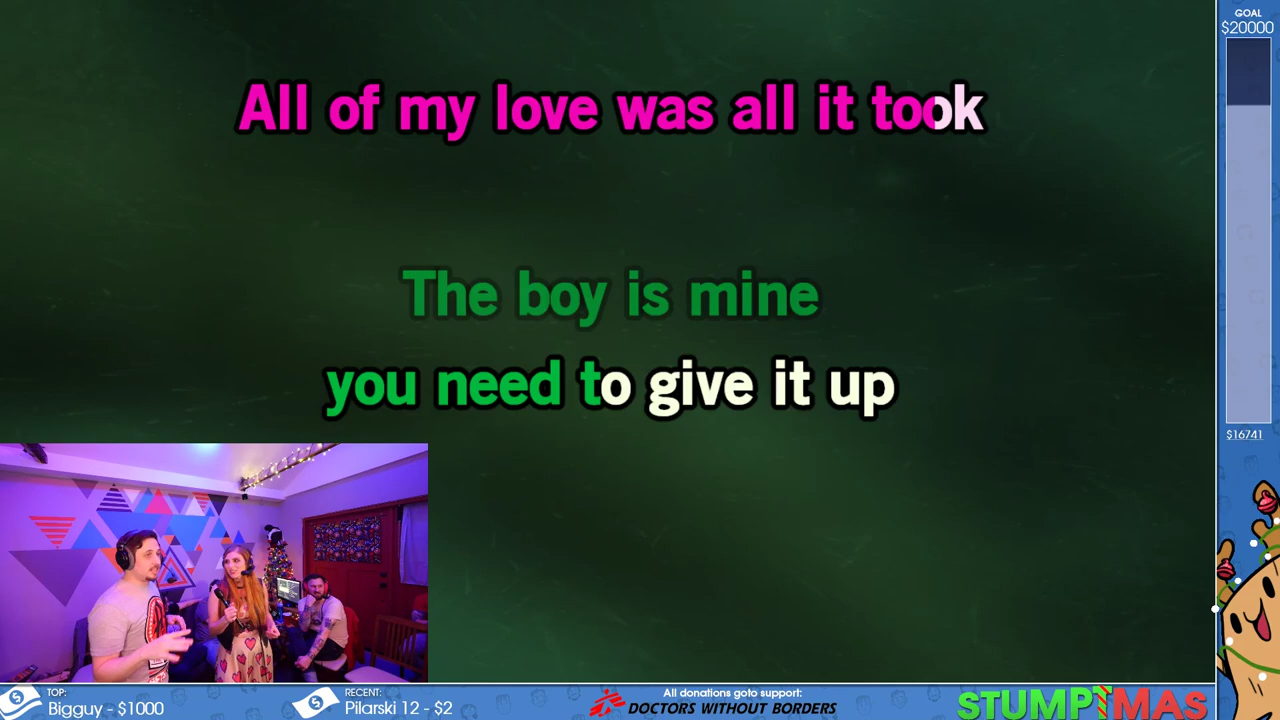 All of my love was all it took
The boy is mine
you need to give it up
GOAL
$20000
$16741
TOP:
Bigguy - $1000
RECENT:
Pilarski 12 - $2
All donations goto support:
DOCTORS WITHOUT BORDERS
STUMPTMAS